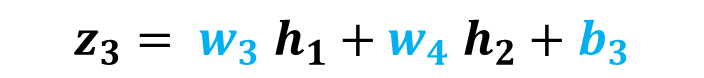 z₃ = w₃ h₁ + w₄ h₂ + b₃